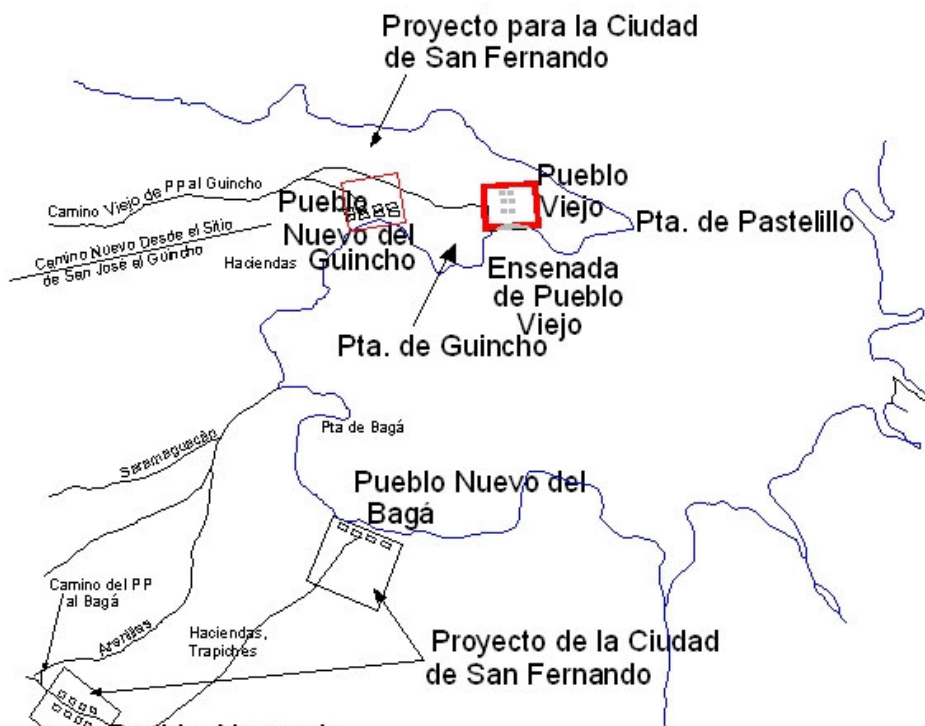 Proyecto para la Ciudad
de San Fernando
Camino Viejo de PP al Guincho
Pueblo
Nuevo del
Guincho
Pueblo
Viejo
Pta. de Pastelillo
Camino Nuevo Desde el Sitio
de San José al Guincho
Haciendas
Ensenada
de Pueblo
Viejo
Pta. de Guincho
Pta de Bagá
Saramaguacán
Pueblo Nuevo del
Bagá
Camino del PP
al Bagá
Arenillas
Haciendas,
Trapiches
Proyecto de la Ciudad
de San Fernando